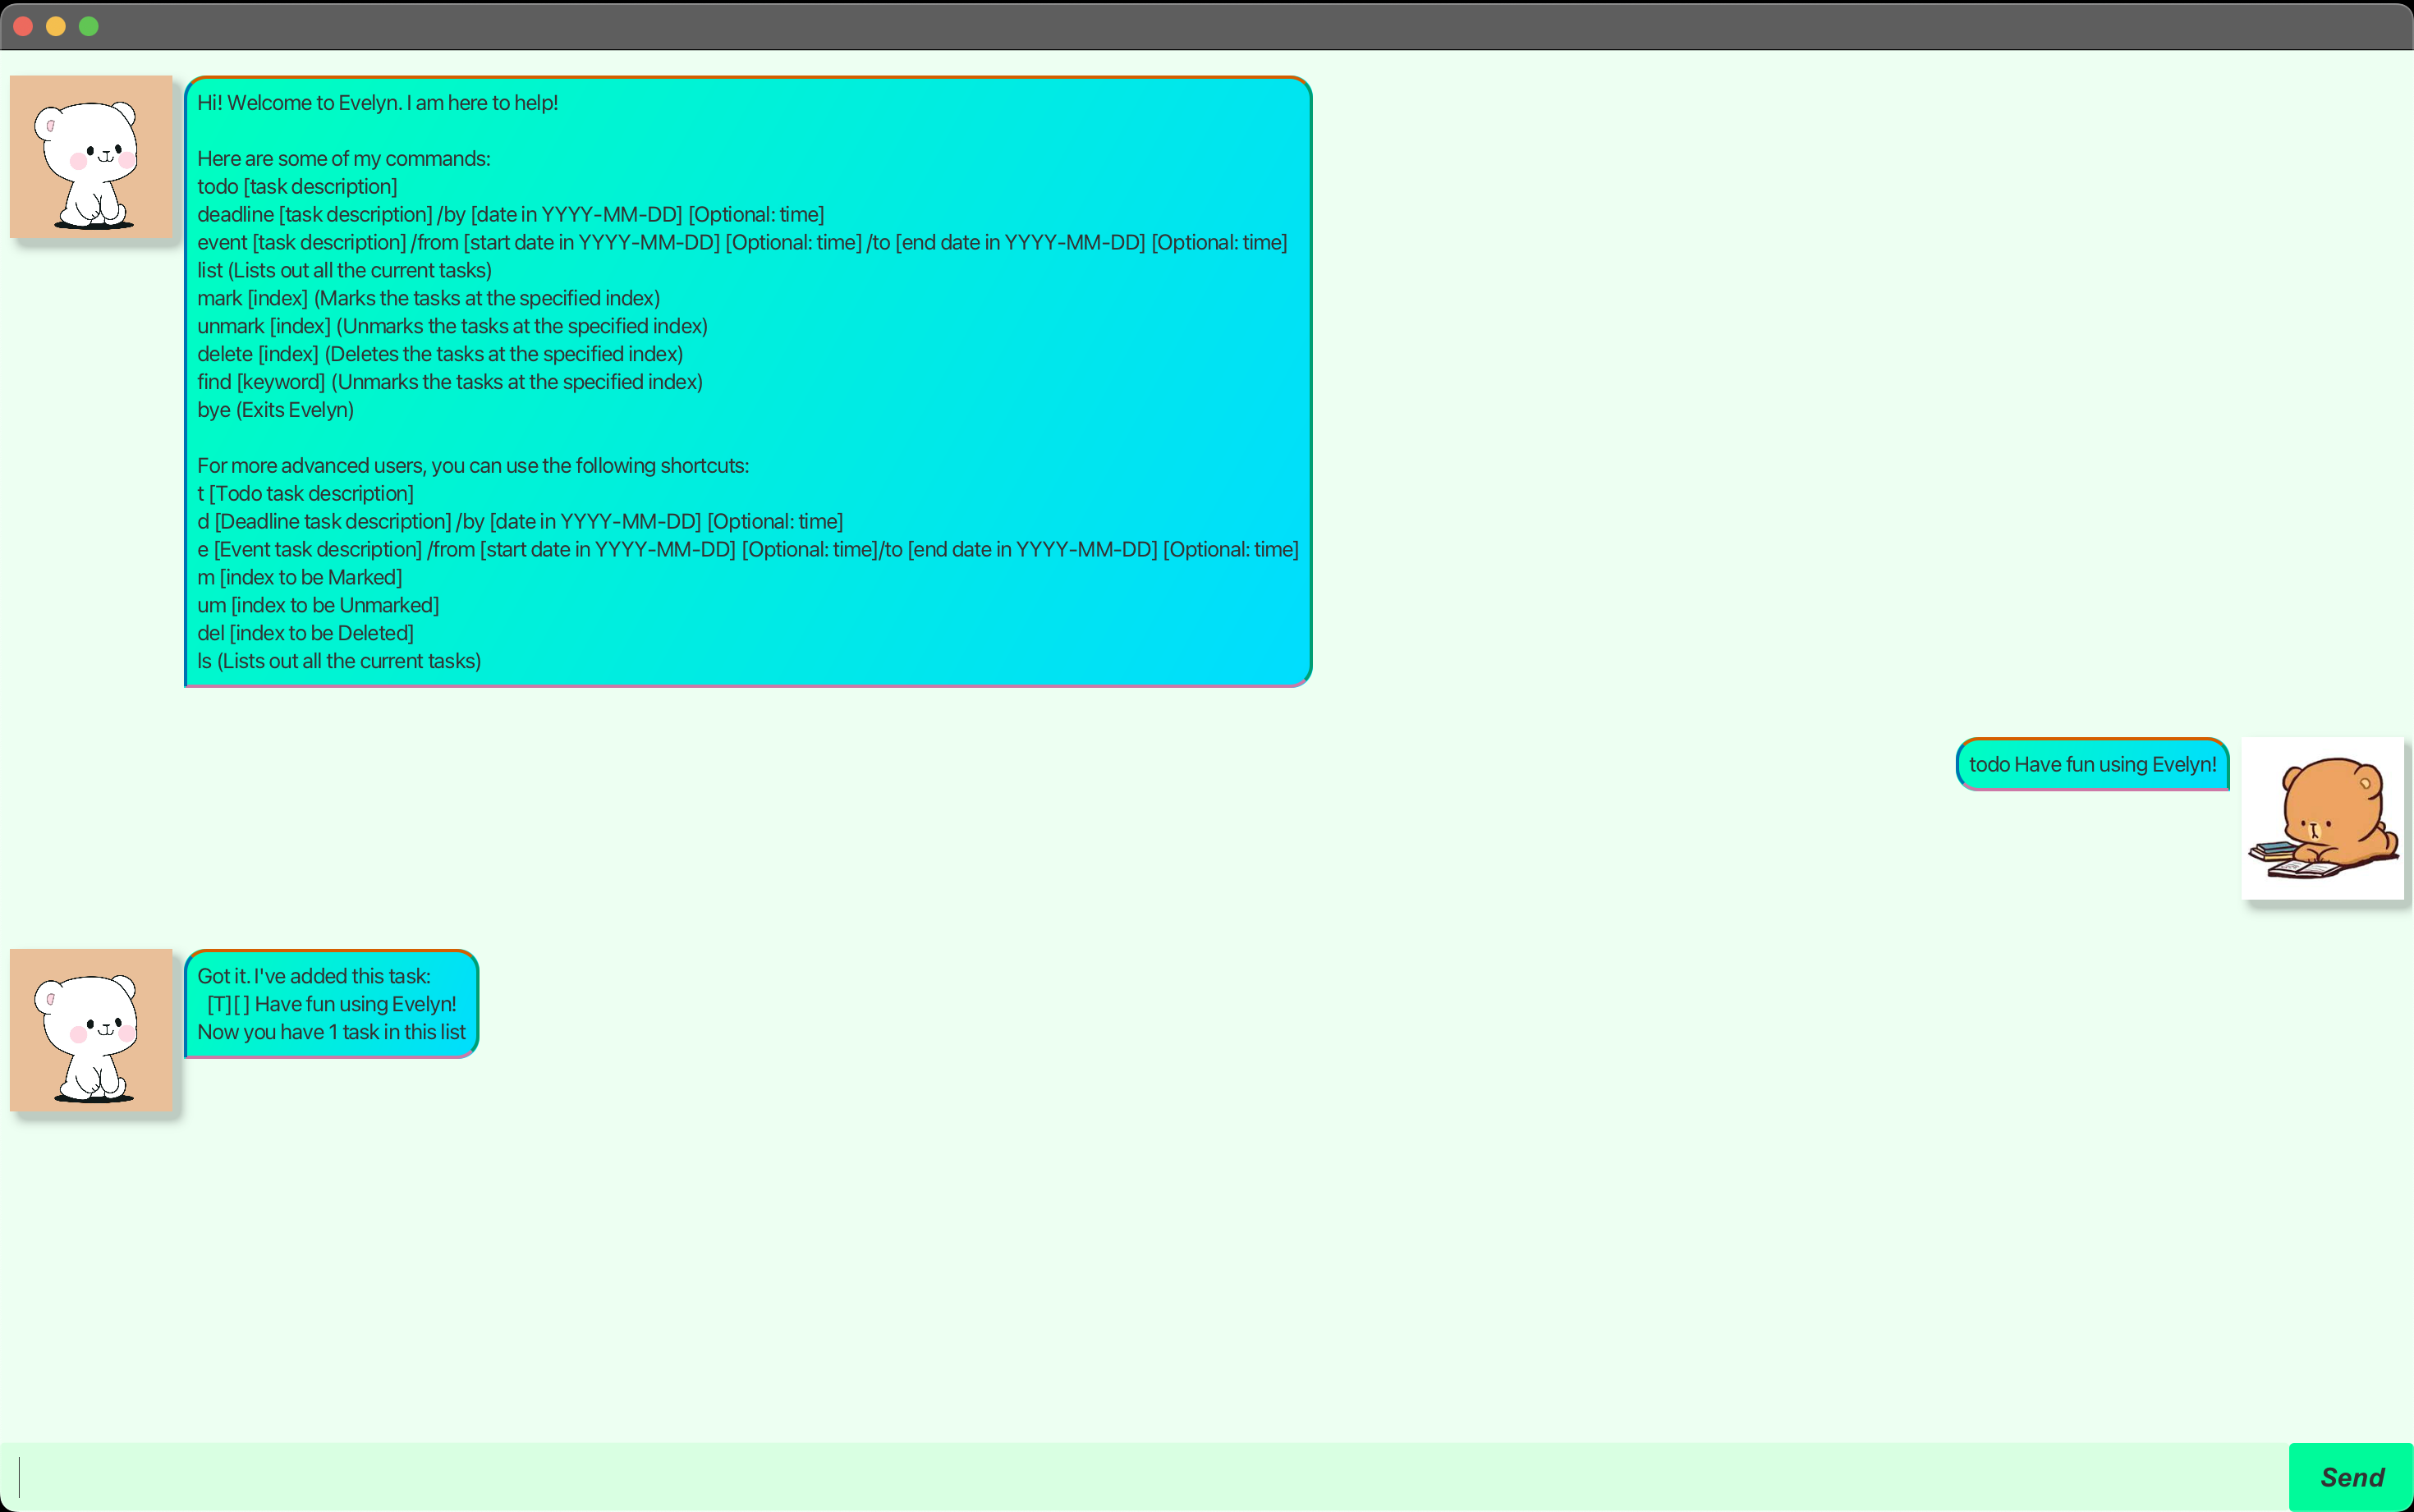 Hi! Welcome to Evelyn. I am here to help!
Here are some of my commands:
todo [task description]
deadline [task description] /by [date in YYYY-MM-DD] [Optional: time]
event [task description] /from [start date in YYYY-MM-DD] [Optional: time] /to [end date in YYYY-MM-DD] [Optional: time]
list (Lists out all the current tasks)
mark [index] (Marks the tasks at the specified index)
unmark [index] (Unmarks the tasks at the specified index)
delete [index] (Deletes the tasks at the specified index)
find [keyword] (Unmarks the tasks at the specified index)
bye (Exits Evelyn)
For more advanced users, you can use the following shortcuts:
t [Todo task description]
d [Deadline task description] /by [date in YYYY-MM-DD] [Optional: time]
e [Event task description] /from [start date in YYYY-MM-DD] [Optional: time]/to [end date in YYYY-MM-DD] [Optional: time]
m [index to be Marked]
um [index to be Unmarked]
del [index to be Deleted]
ls (Lists out all the current tasks)
todo Have fun using Evelyn!
Got it. I've added this task:
[T][ ] Have fun using Evelyn!
Now you have 1 task in this list
Send